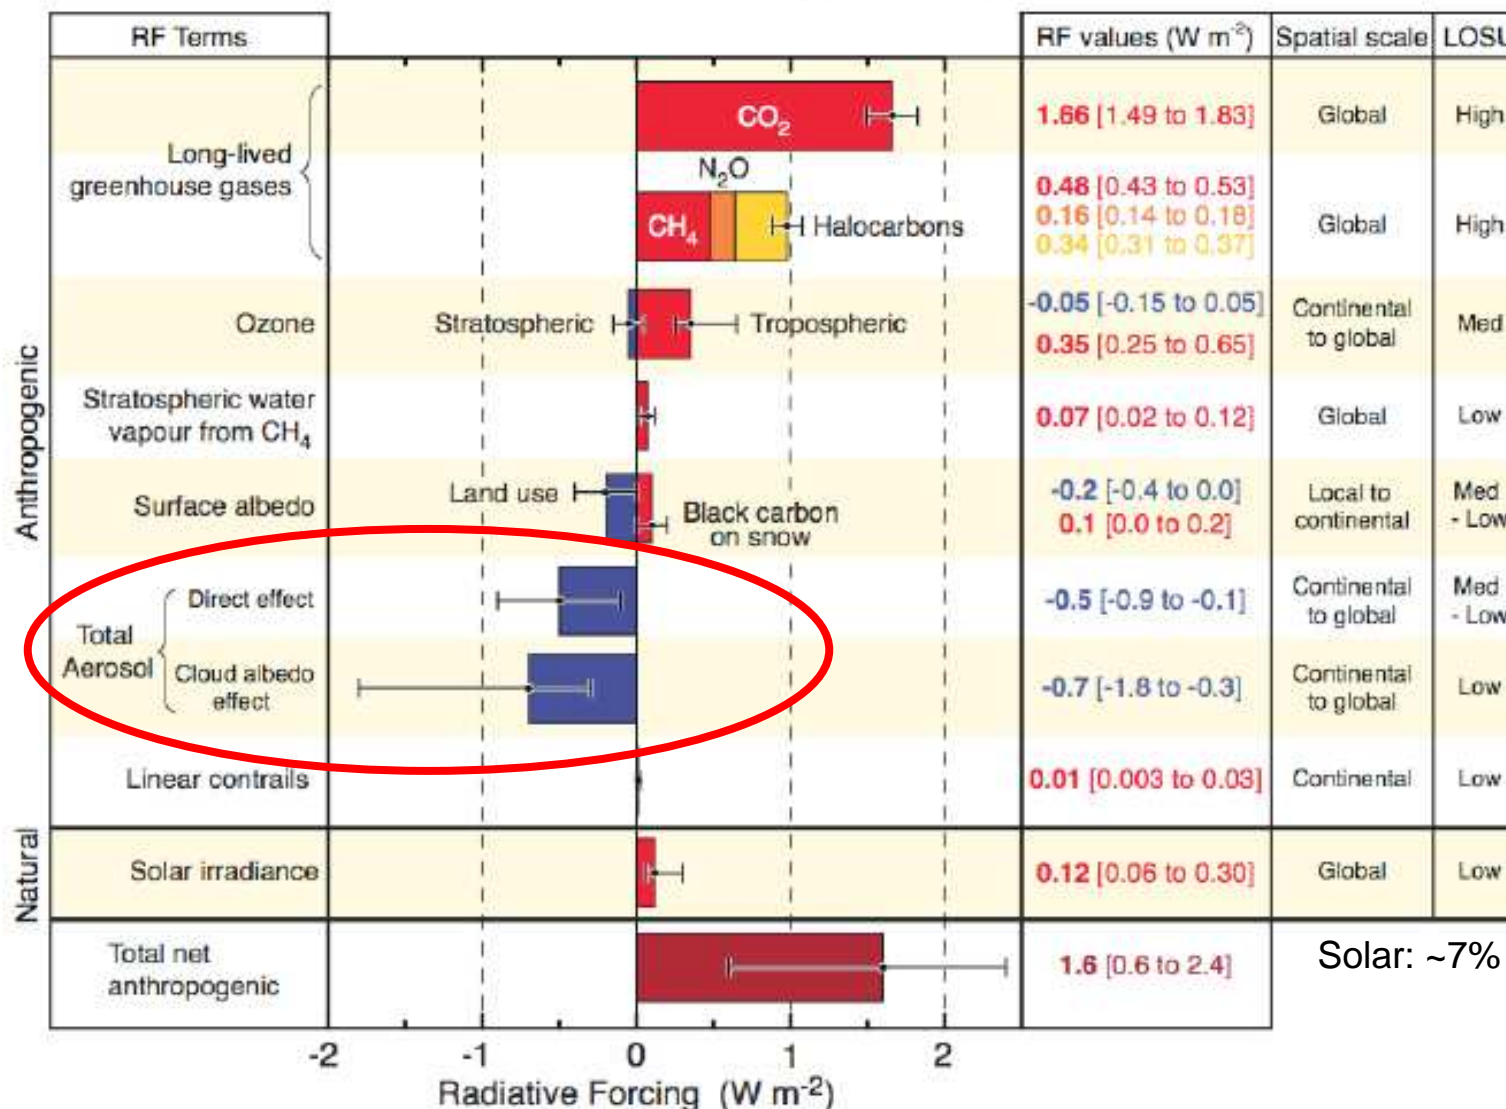 RF Terms
RF values (W m⁻²)
Spatial scale
LOSU
Anthropogenic
Long-lived
greenhouse gases
CO₂
1.66 [1.49 to 1.83]
Global
High
N₂O
CH₄
Halocarbons
0.48 [0.43 to 0.53]
0.16 [0.14 to 0.18]
0.34 [0.31 to 0.37]
Global
High
Ozone
Stratospheric
Tropospheric
-0.05 [-0.15 to 0.05]
0.35 [0.25 to 0.65]
Continental
to global
Med
Stratospheric water
vapour from CH₄
0.07 [0.02 to 0.12]
Global
Low
Surface albedo
Land use
Black carbon
on snow
-0.2 [-0.4 to 0.0]
0.1 [0.0 to 0.2]
Local to
continental
Med
- Low
Total
Aerosol
Direct effect
-0.5 [-0.9 to -0.1]
Continental
to global
Med
- Low
Cloud albedo
effect
-0.7 [-1.8 to -0.3]
Continental
to global
Low
Linear contrails
0.01 [0.003 to 0.03]
Continental
Low
Natural
Solar irradiance
0.12 [0.06 to 0.30]
Global
Low
Total net
anthropogenic
1.6 [0.6 to 2.4]
Solar: ~7%
-2 -1 0 1 2
Radiative Forcing (W m⁻²)